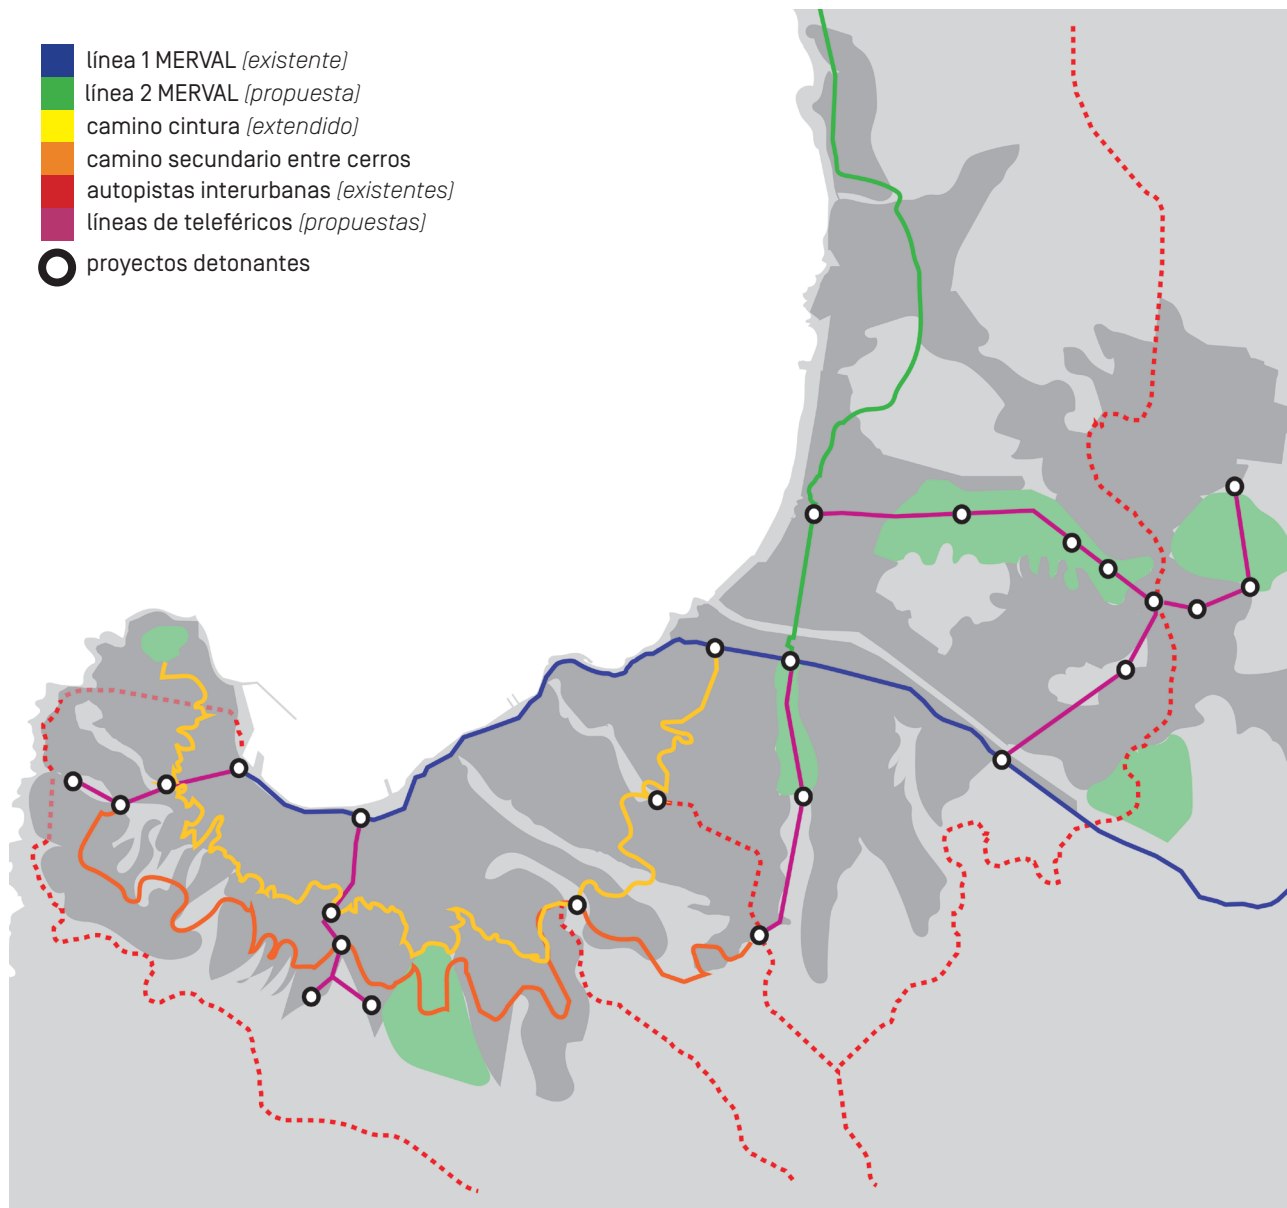 línea 1 MERVAL (existente)
línea 2 MERVAL (propuesta)
camino cintura (extendido)
camino secundario entre cerros
autopistas interurbanas (existentes)
líneas de teleféricos (propuestas)
proyectos detonantes